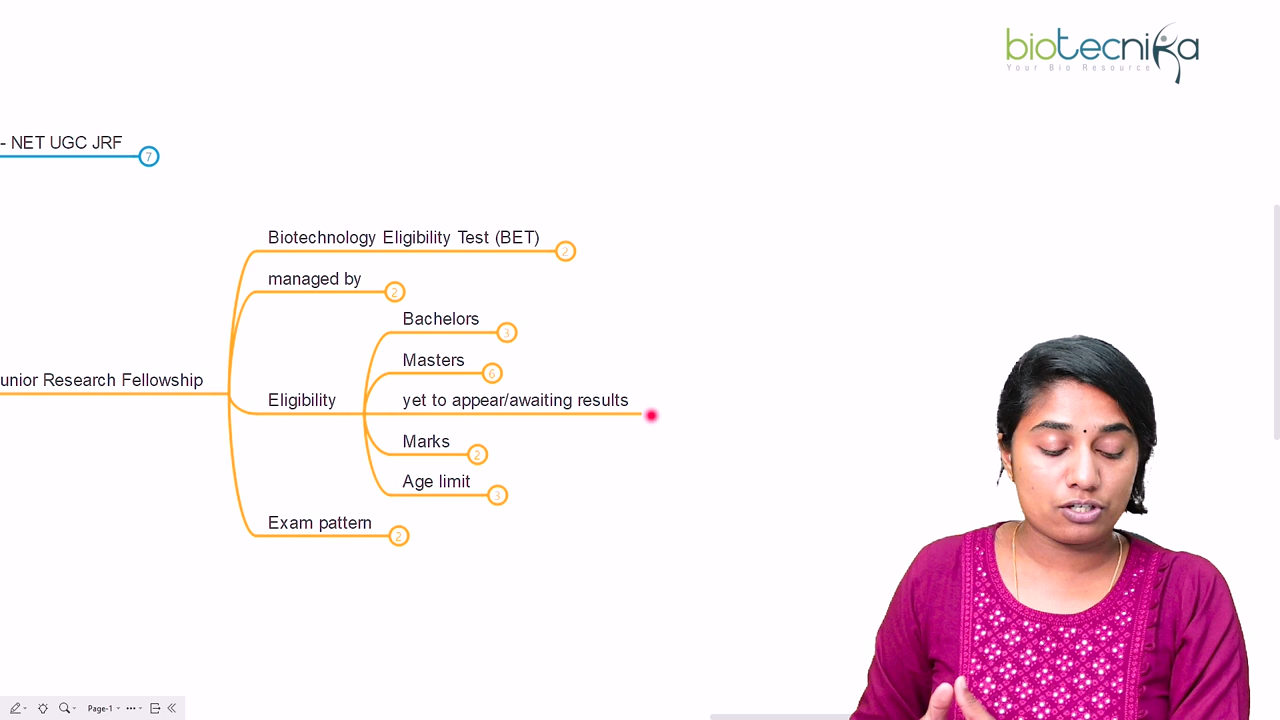 biotecnika
Your Bio Resource
- NET UGC JRF
7
Biotechnology Eligibility Test (BET)
2
managed by
2
Bachelors
3
Masters
6
unior Research Fellowship
Eligibility
yet to appear/awaiting results
Marks
2
Age limit
3
Exam pattern
2
Page-1